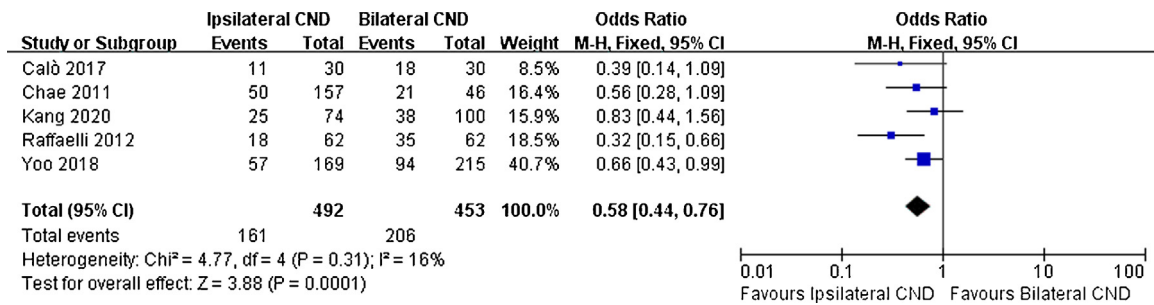 Ipsilateral CND Bilateral CND Odds Ratio Odds Ratio
Study or Subgroup Events Total Events Total Weight M-H, Fixed, 95% CI M-H, Fixed, 95% CI
Calò 2017 11 30 18 30 8.5% 0.39 [0.14, 1.09]
Chae 2011 50 157 21 46 16.4% 0.56 [0.28, 1.09]
Kang 2020 25 74 38 100 15.9% 0.83 [0.44, 1.56]
Raffaelli 2012 18 62 35 62 18.5% 0.32 [0.15, 0.66]
Yoo 2018 57 169 94 215 40.7% 0.66 [0.43, 0.99]
Total (95% CI) 492 453 100.0% 0.58 [0.44, 0.76]
Total events 161 206
Heterogeneity: Chi² = 4.77, df = 4 (P = 0.31); I² = 16%
Test for overall effect: Z = 3.88 (P = 0.0001)
0.01 0.1 1 10 100
Favours Ipsilateral CND Favours Bilateral CND